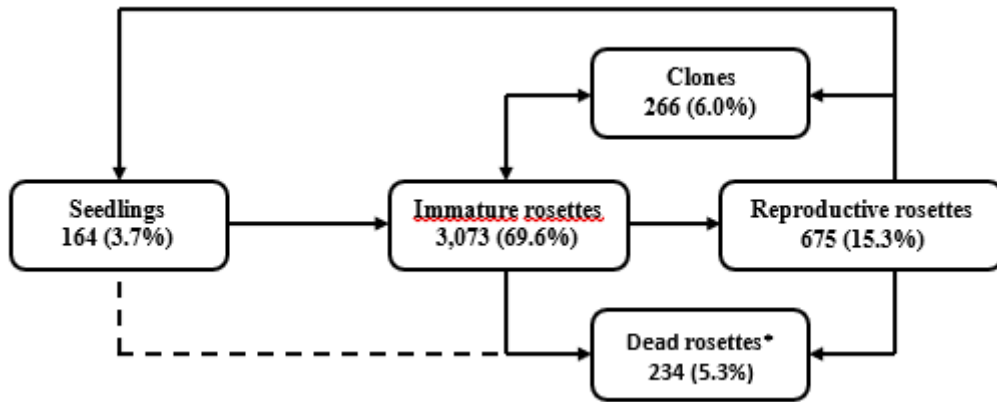 Clones
266 (6.0%)
Seedlings
164 (3.7%)
Immature rosettes
3,073 (69.6%)
Reproductive rosettes
675 (15.3%)
Dead rosettes*
234 (5.3%)